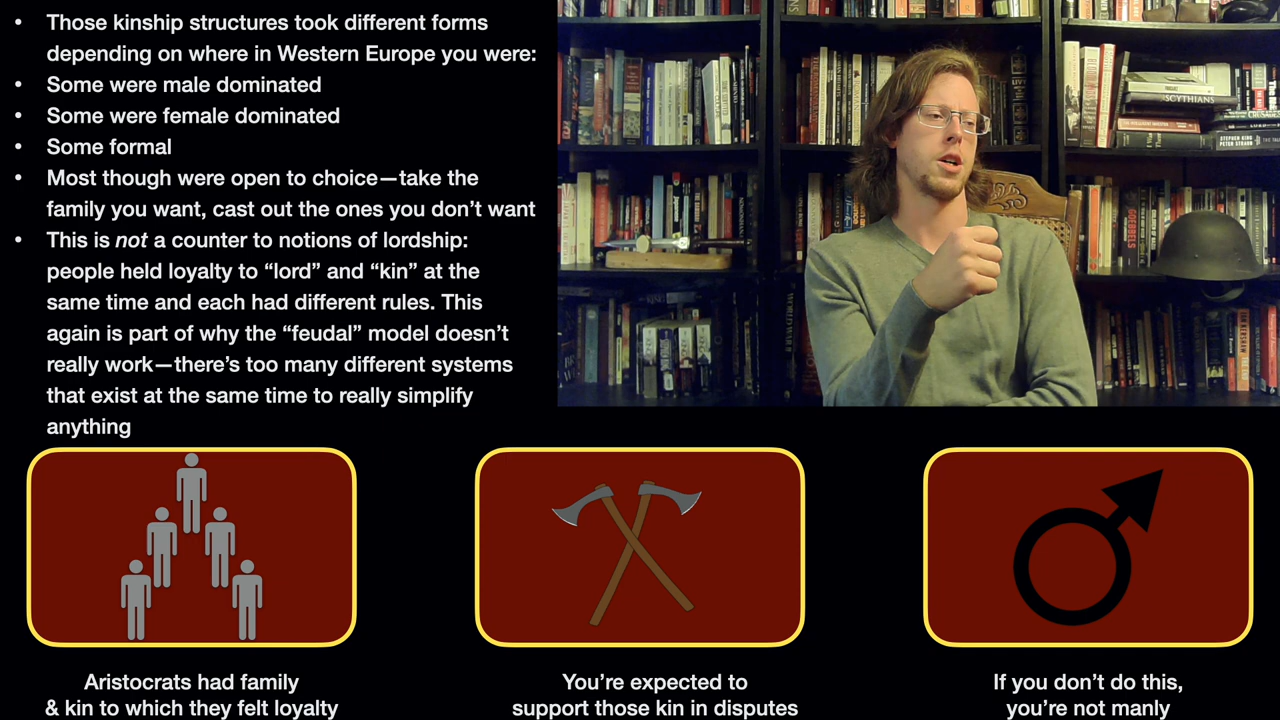 • Those kinship structures took different forms
depending on where in Western Europe you were:
• Some were male dominated
• Some were female dominated
• Some formal
• Most though were open to choice—take the
family you want, cast out the ones you don’t want
• This is not a counter to notions of lordship:
people held loyalty to “lord” and “kin” at the
same time and each had different rules. This
again is part of why the “feudal” model doesn’t
really work—there’s too many different systems
that exist at the same time to really simplify
anything
SCYTHIANS
STEPHEN KING
PETER STRAUB
GOEBBELS
Aristocrats had family
& kin to which they felt loyalty
You’re expected to
support those kin in disputes
If you don’t do this,
you’re not manly